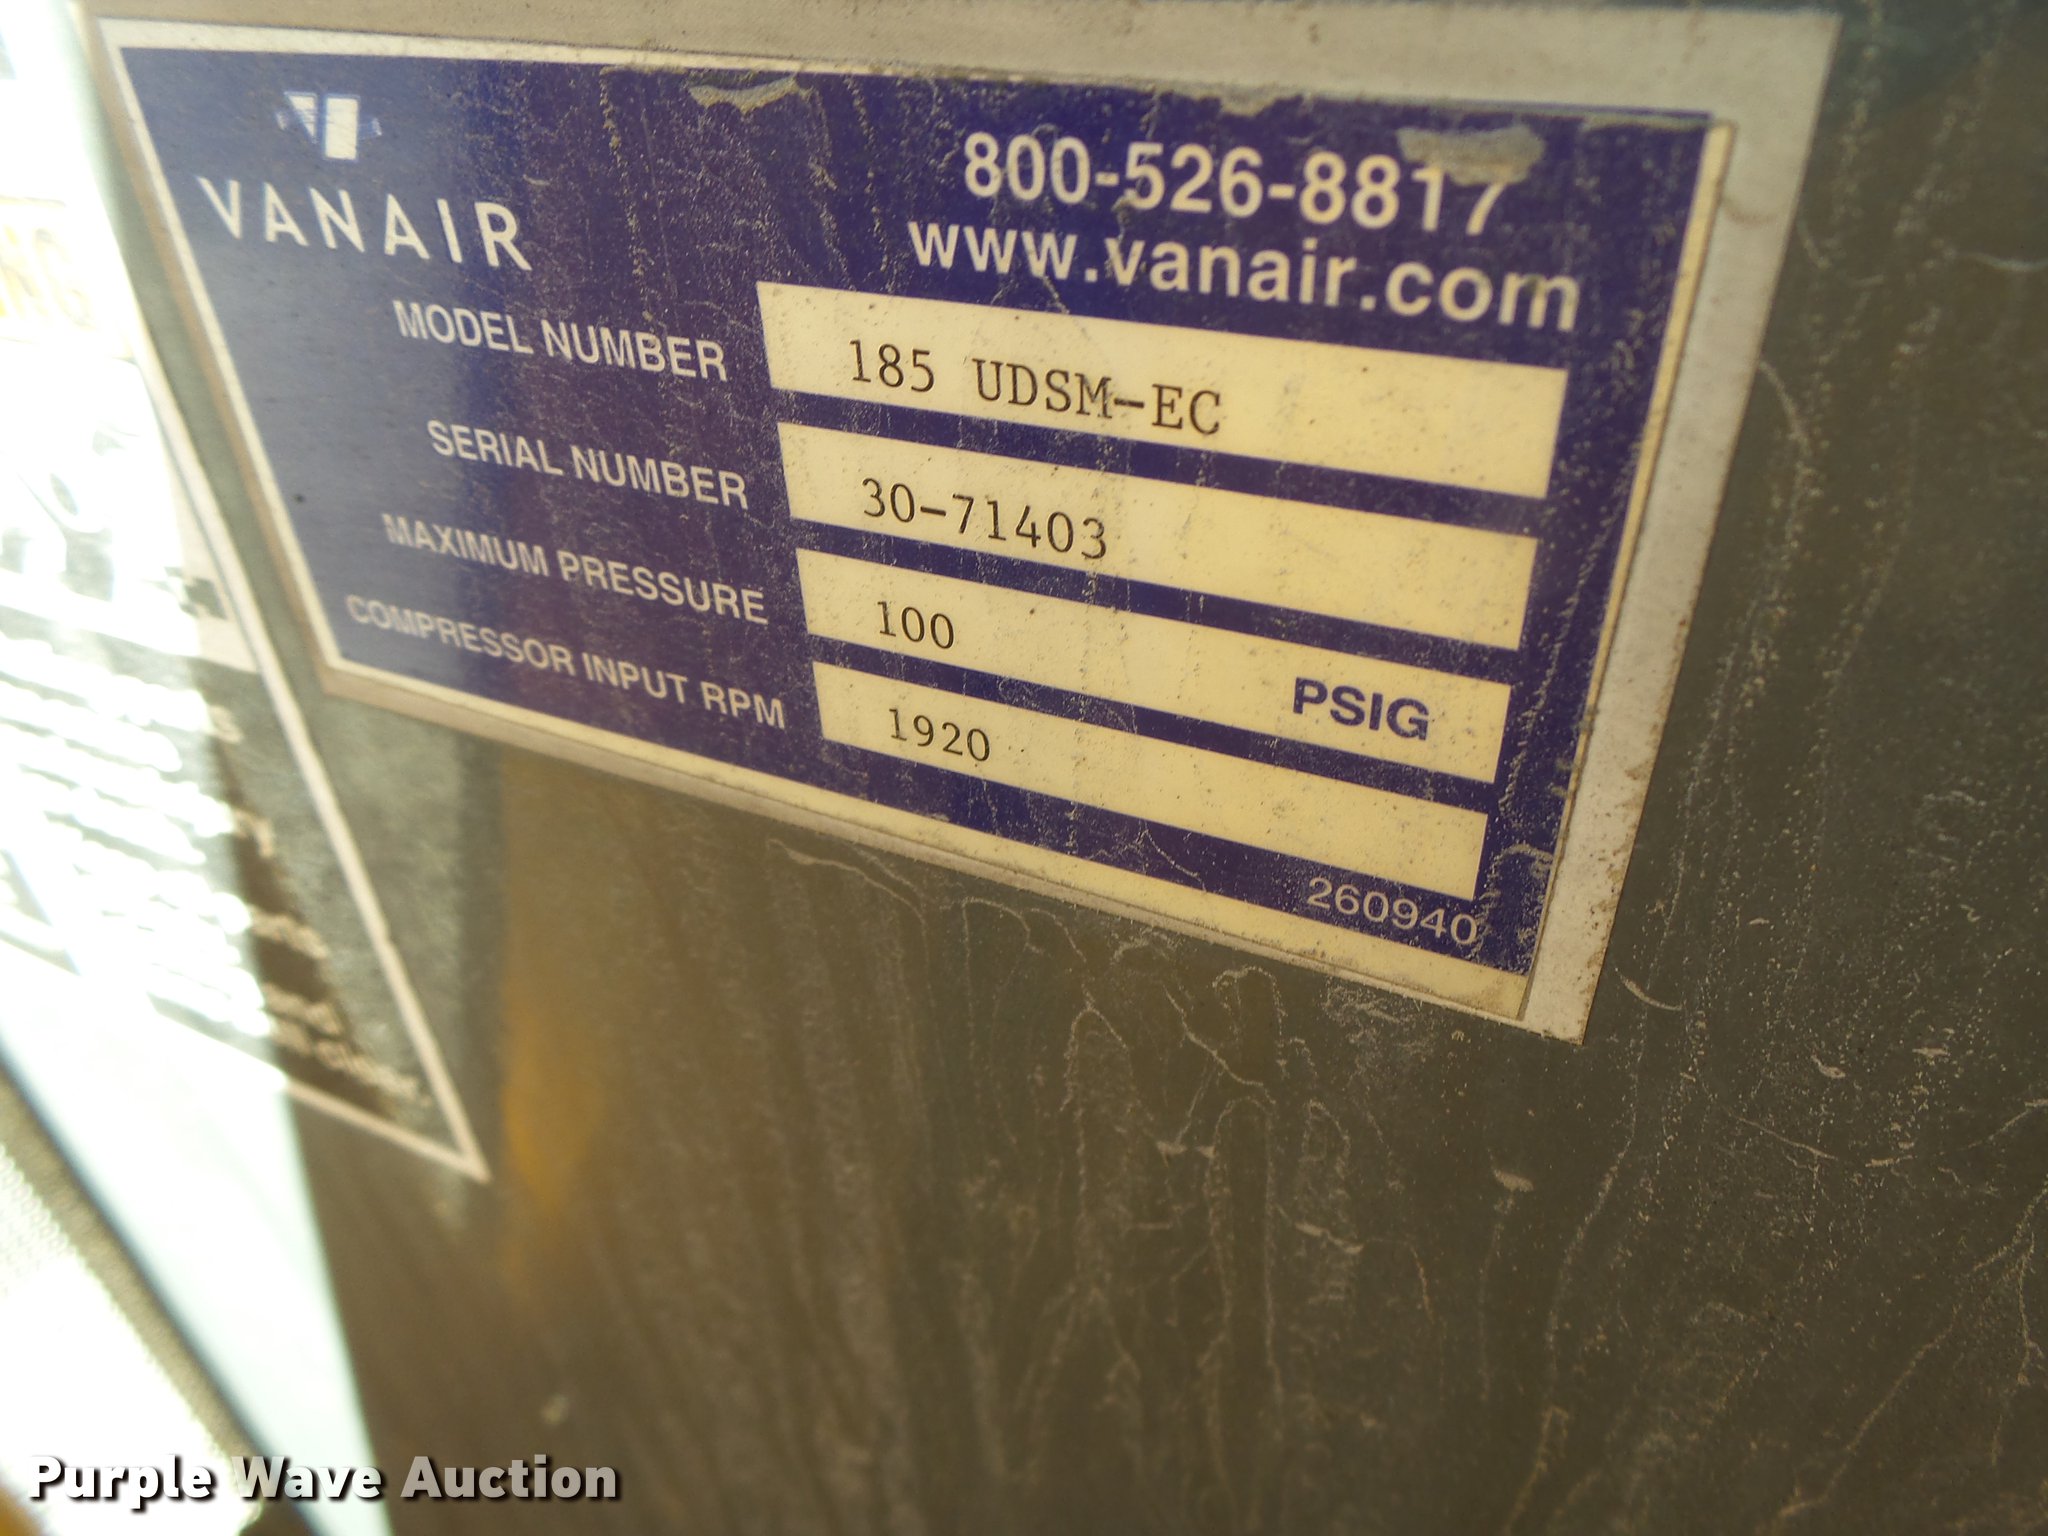 VANAIR
800-526-8817
www.vanair.com
MODEL NUMBER 185 UDSM-EC
SERIAL NUMBER 30-71403
MAXIMUM PRESSURE 100 PSIG
COMPRESSOR INPUT RPM 1920
260940
Purple Wave Auction